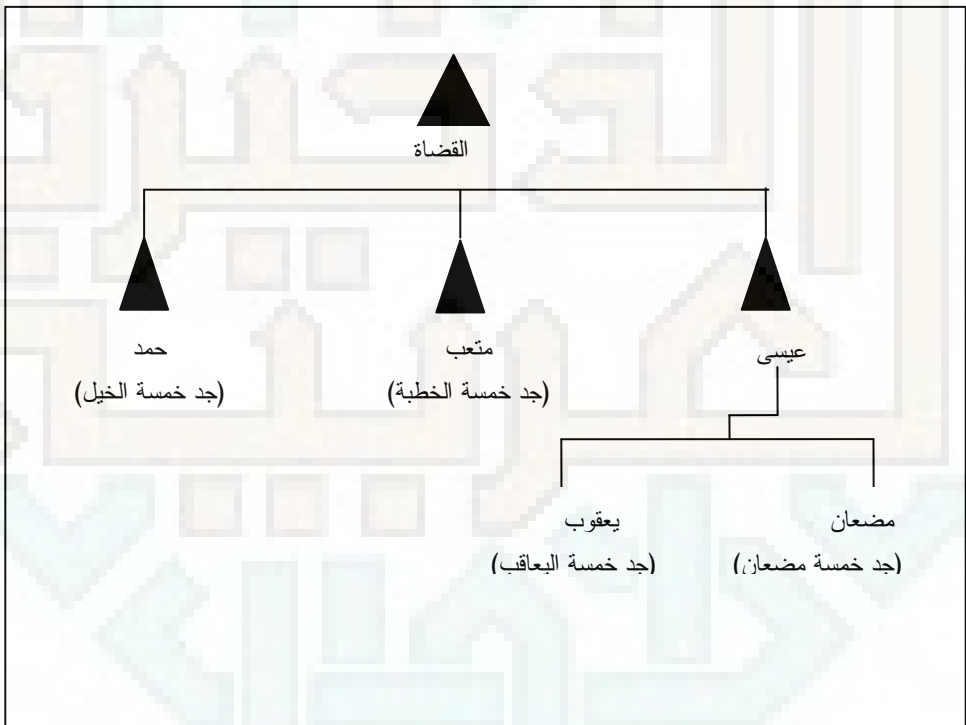 القضاة
عيسى
متعب
حمد
(جد خمسة الخطبة)
(جد خمسة الخيل)
مضعان
يعقوب
(جد خمسة مضعان)
(جد خمسة اليعاقب)